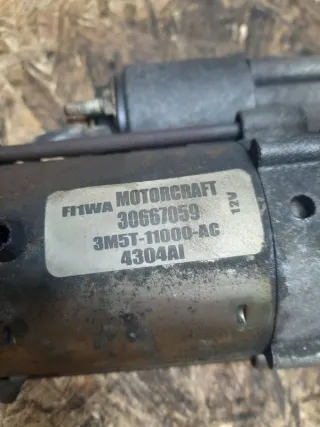 FI1WA MOTORCRAFT
30667059 12V
3M5T-11000-AC
4304AI